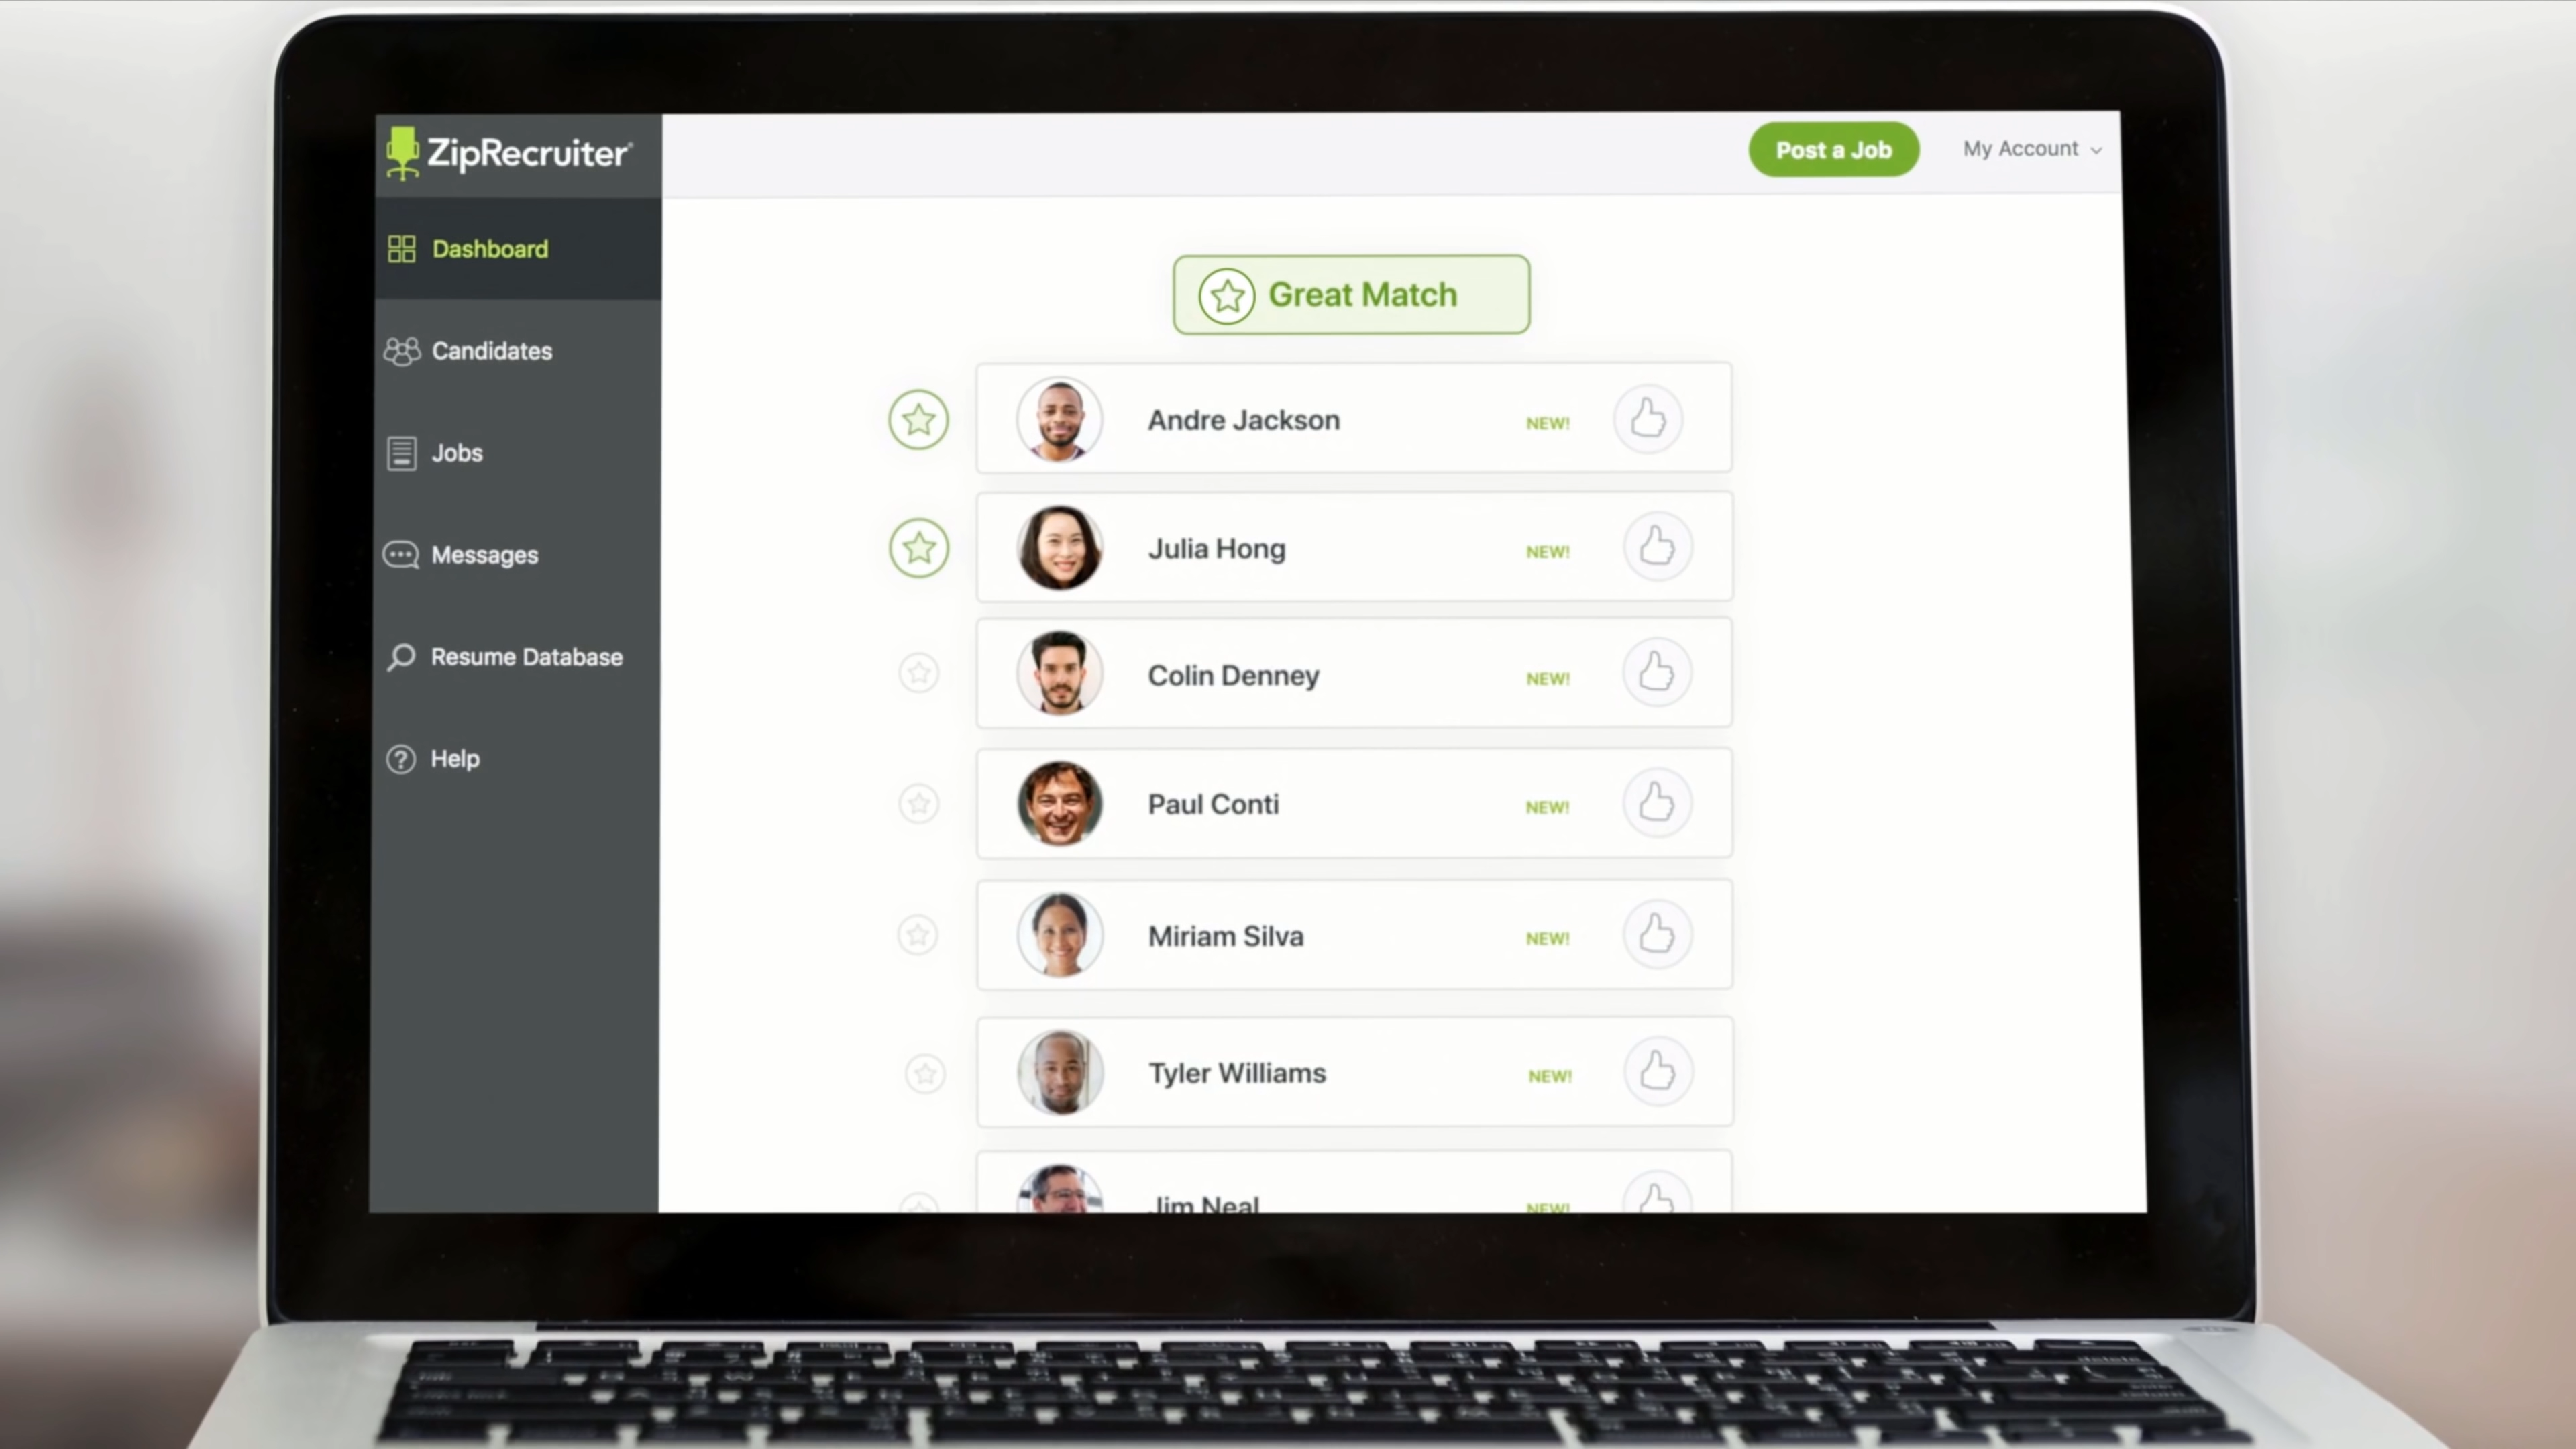 ZipRecruiter®
Post a Job
My Account
Dashboard
Candidates
Jobs
Messages
Resume Database
Help
Great Match
Andre Jackson NEW!
Julia Hong NEW!
Colin Denney NEW!
Paul Conti NEW!
Miriam Silva NEW!
Tyler Williams NEW!
Jim Neal NEW!